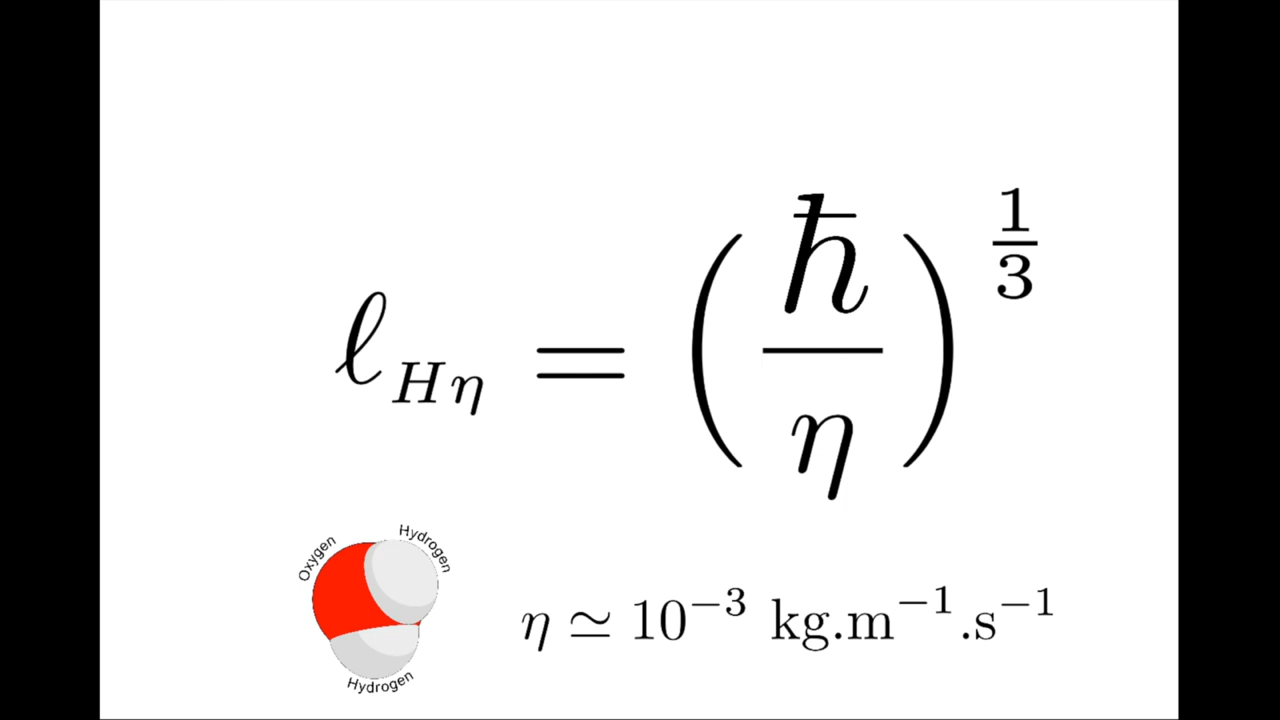 ℓ_{Hη} = (ħ/η)^{1/3}
Oxygen
Hydrogen
η ≃ 10⁻³ kg.m⁻¹.s⁻¹
Hydrogen